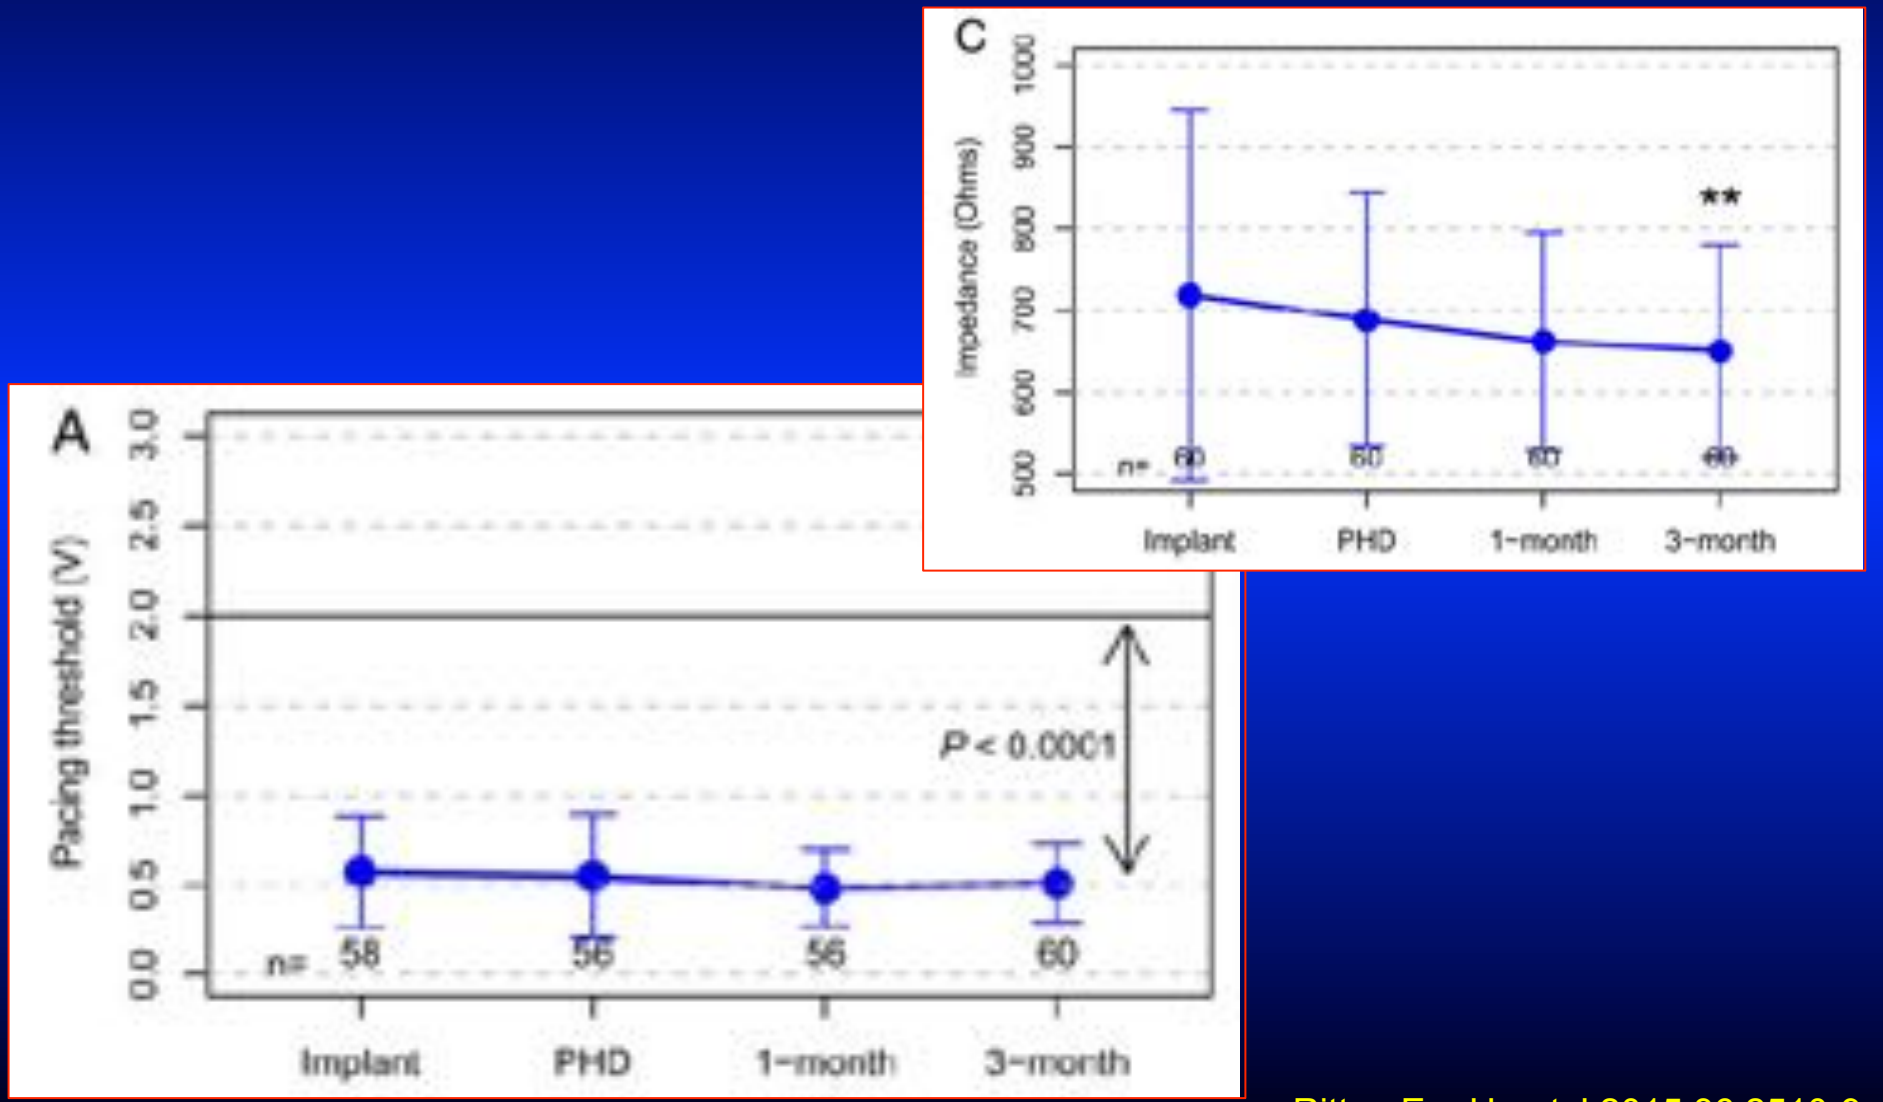 C
Impedance (Ohms)
1000
900
800
700
600
500
**
n= 60 60 60 60
Implant PHD 1-month 3-month
A
Pacing threshold (V)
3.0
2.5
2.0
1.5
1.0
0.5
0.0
P < 0.0001
n= 58 56 56 60
Implant PHD 1-month 3-month